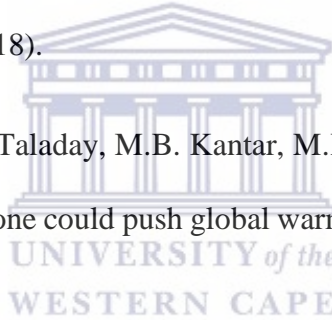 18).
Taladay, M.B. Kantar, M.
one could push global warm
UNIVERSITY of the
WESTERN CAPE